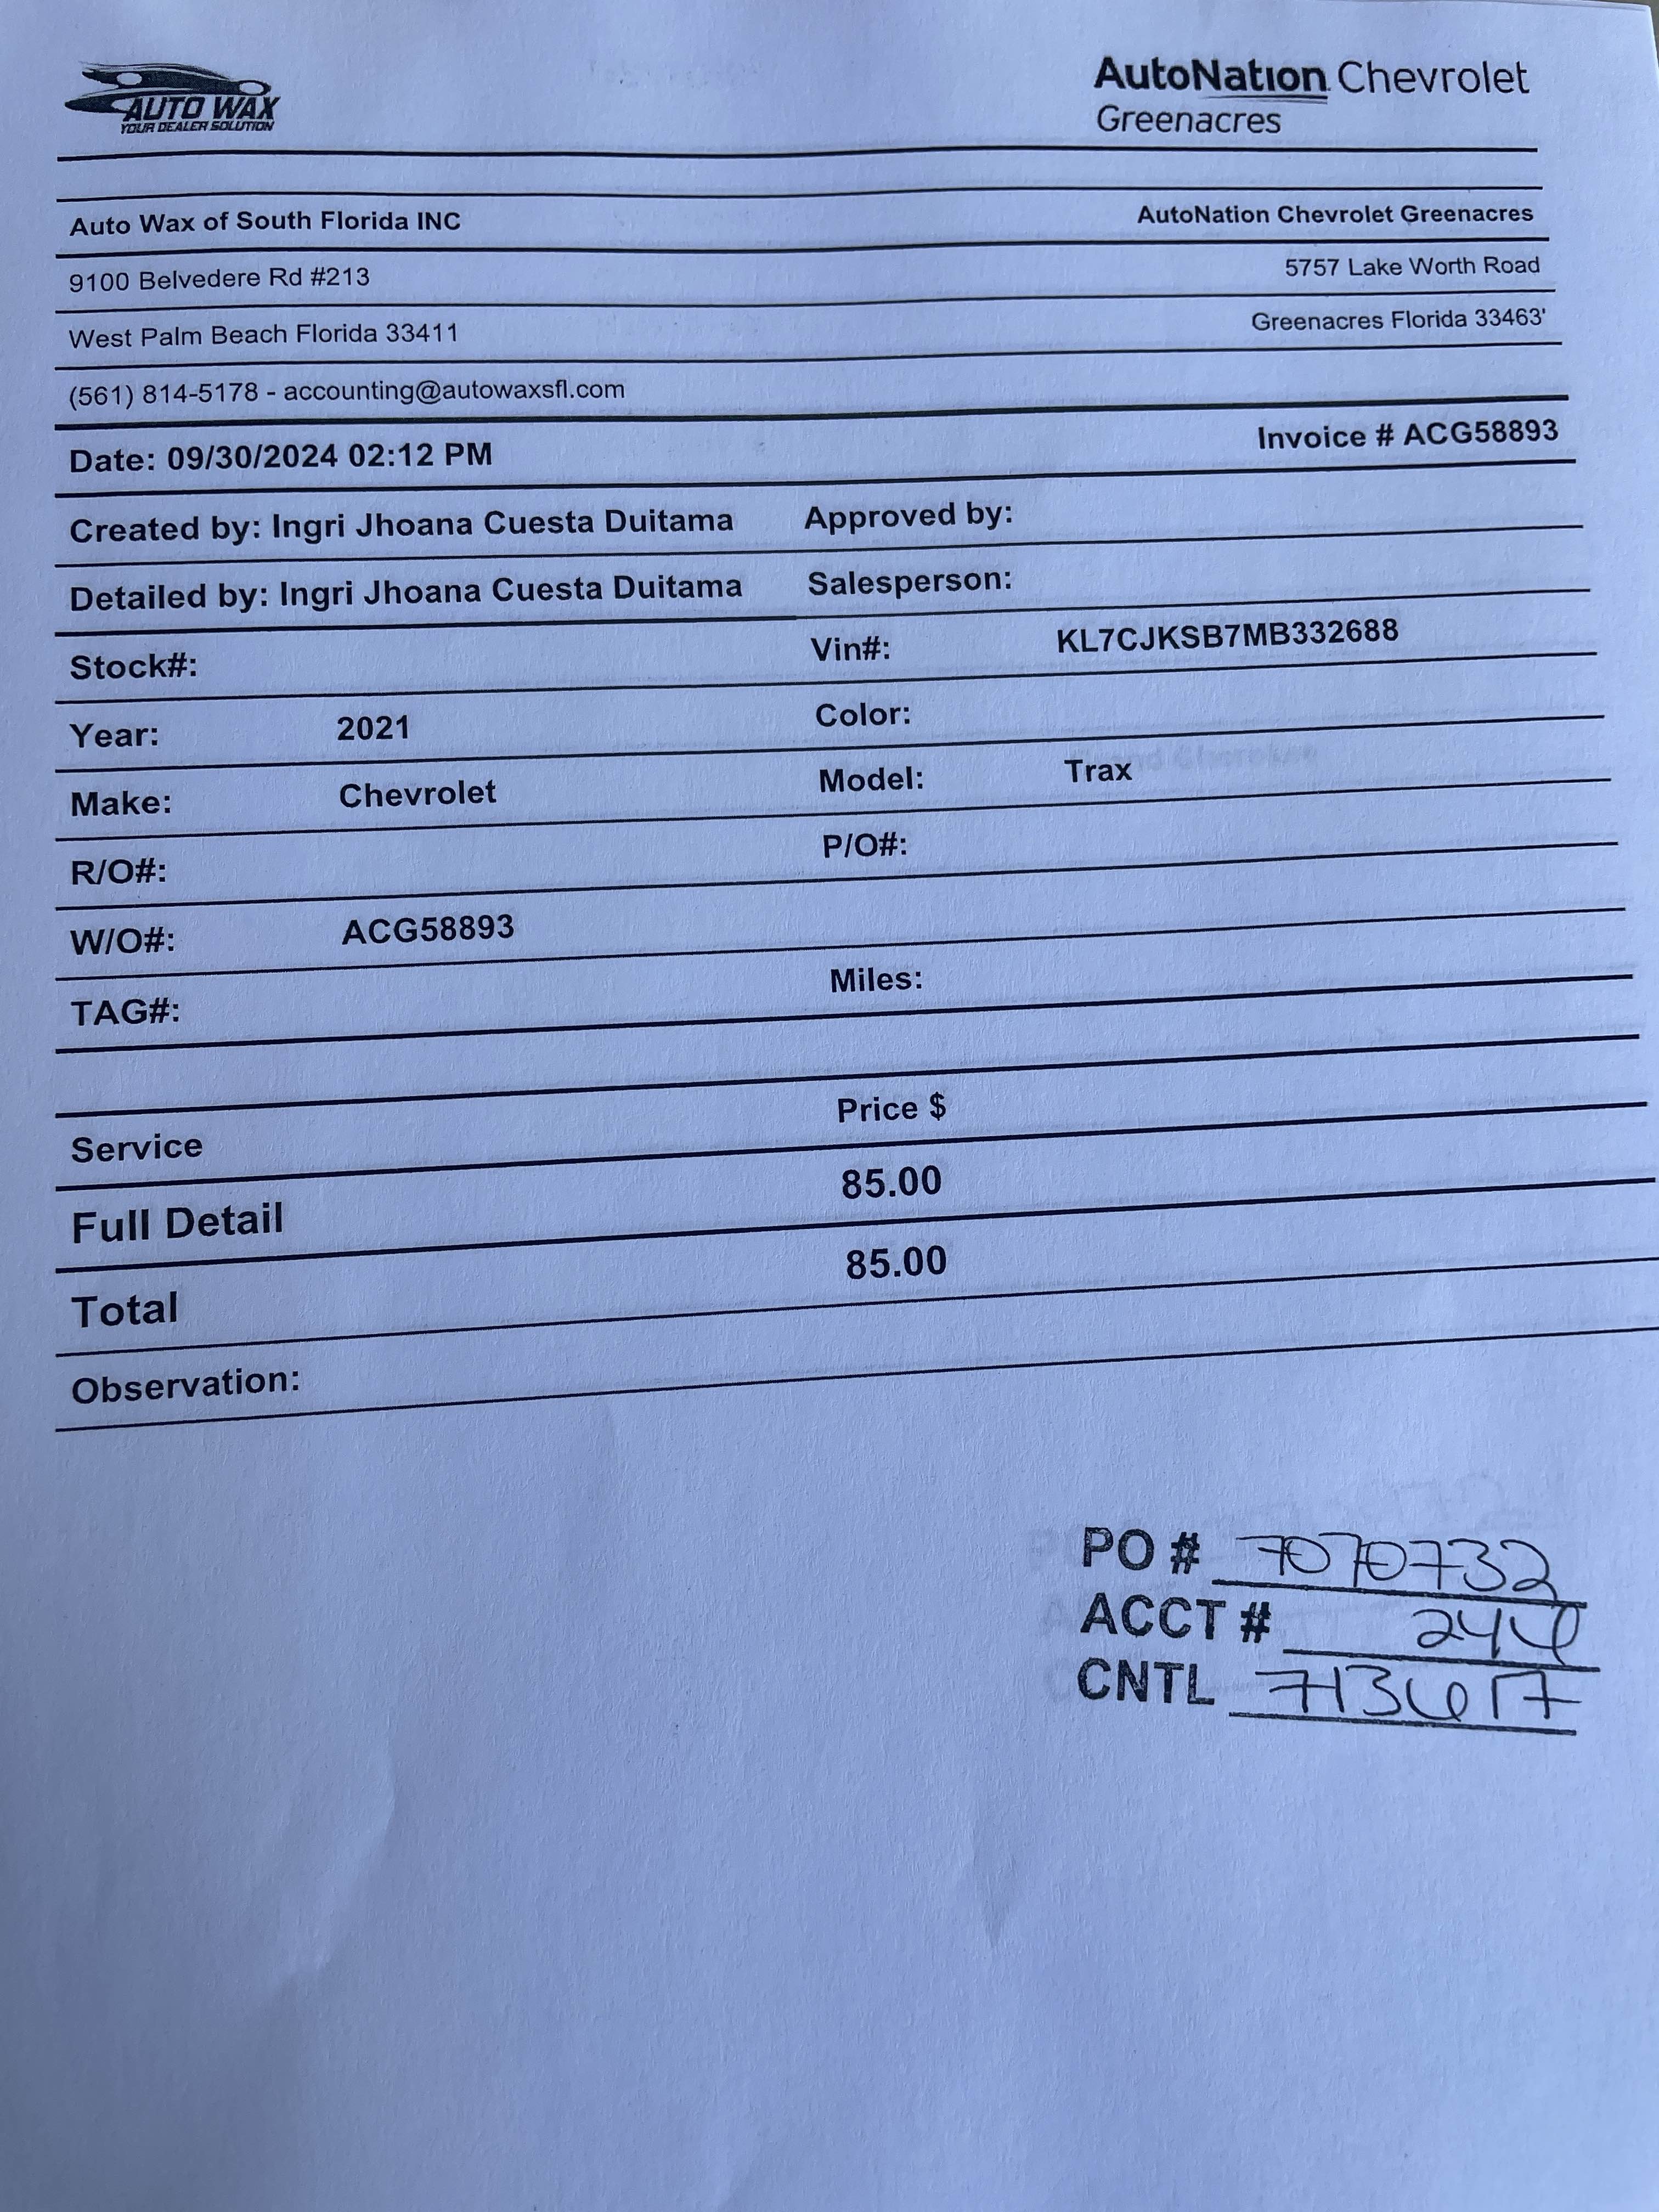 AUTO WAX
YOUR DEALER SOLUTION
AutoNation Chevrolet
Greenacres
Auto Wax of South Florida INC
AutoNation Chevrolet Greenacres
9100 Belvedere Rd #213
5757 Lake Worth Road
West Palm Beach Florida 33411
Greenacres Florida 33463'
(561) 814-5178 - accounting@autowaxsfl.com
Date: 09/30/2024 02:12 PM
Invoice # ACG58893
Created by: Ingri Jhoana Cuesta Duitama Approved by:
Detailed by: Ingri Jhoana Cuesta Duitama Salesperson:
Stock#: Vin#: KL7CJKSB7MB332688
Year: 2021 Color:
Make: Chevrolet Model: Trax
R/O#: P/O#:
W/O#: ACG58893
TAG#: Miles:
Service Price $
Full Detail 85.00
Total 85.00
Observation:
PO # 7070732
ACCT #
CNTL